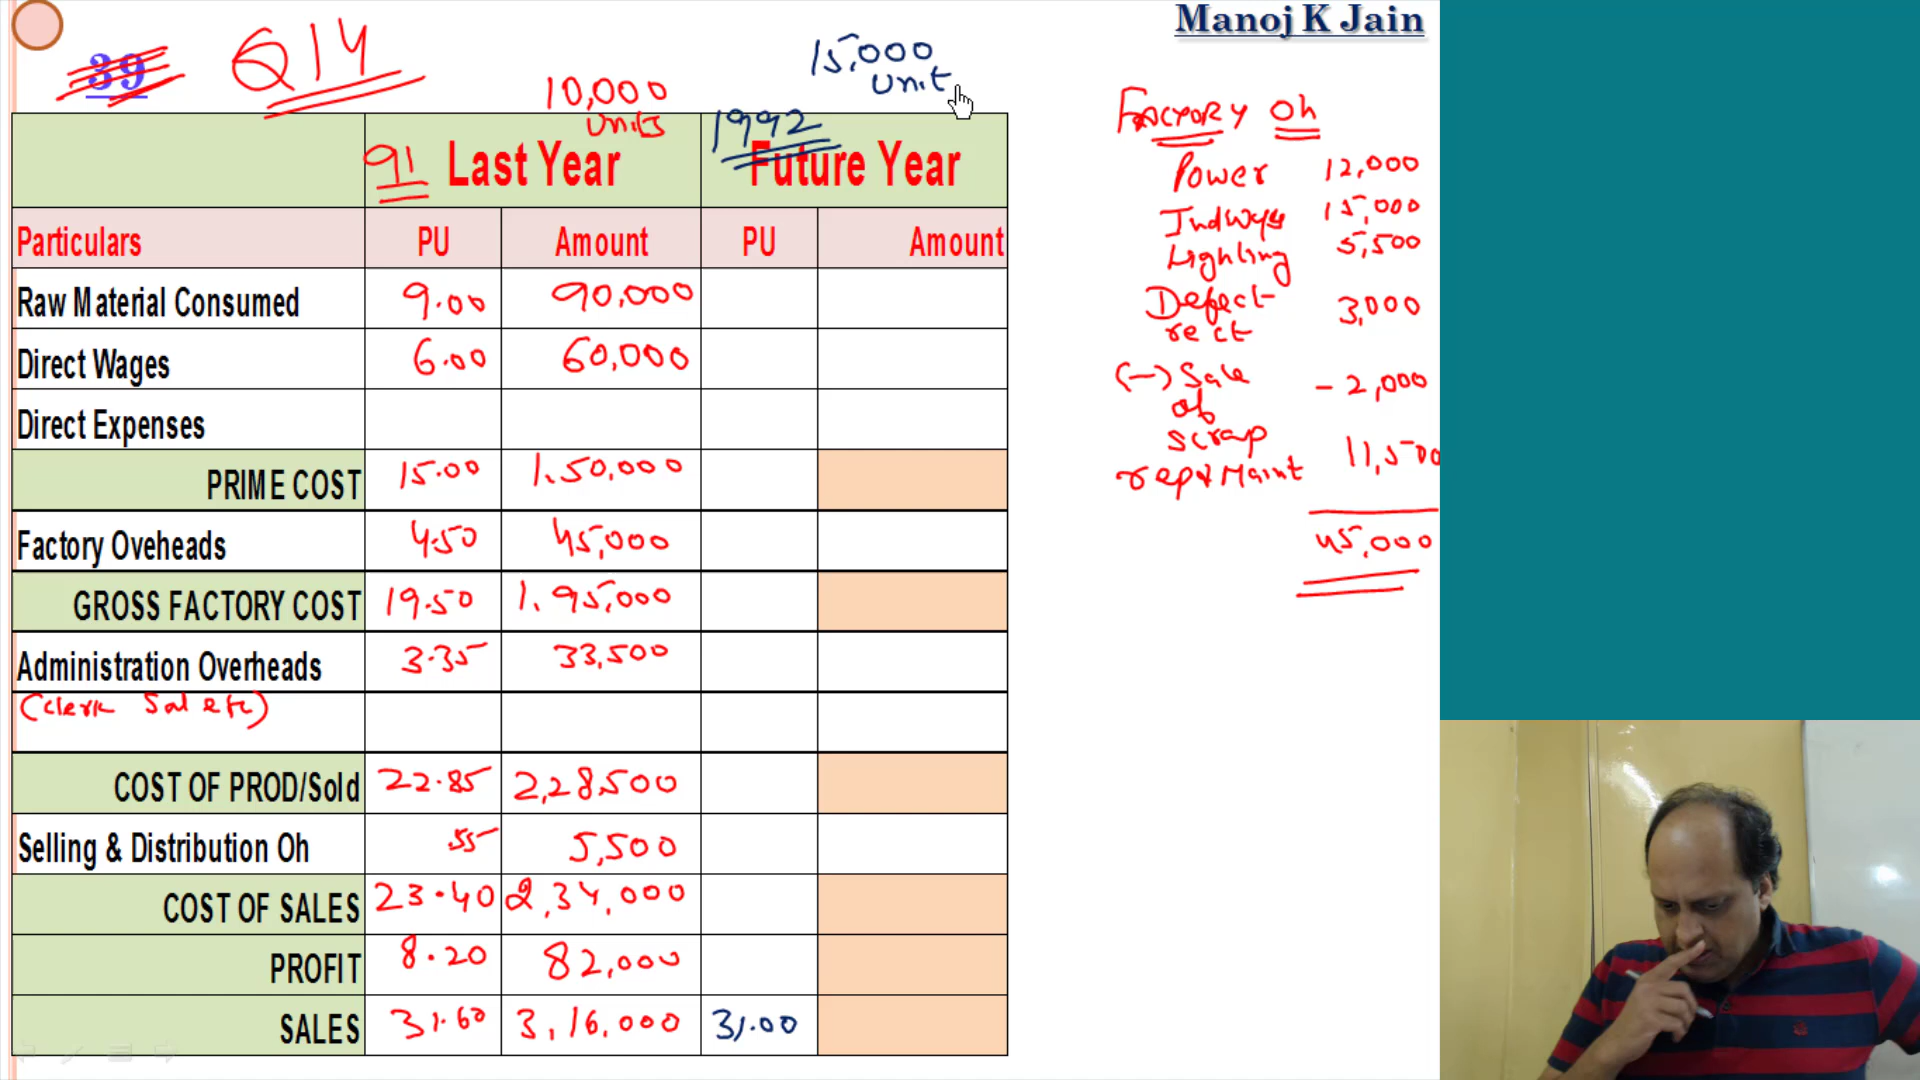 Manoj K Jain
39 Q14
10,000 units
15,000 unit
91 Last Year 1992 Future Year
Particulars PU Amount PU Amount
Raw Material Consumed 9.00 90,000
Direct Wages 6.00 60,000
Direct Expenses
PRIME COST 15.00 1,50,000
Factory Oveheads 4.50 45,000
GROSS FACTORY COST 19.50 1,95,000
Administration Overheads 3.35 33,500
(Clerk Sal etc)
COST OF PROD/Sold 22.85 2,28,500
Selling & Distribution Oh .55 5,500
COST OF SALES 23.40 2,34,000
PROFIT 8.20 82,000
SALES 31.60 3,16,000 31.00
Factory Oh
Power 12,000
Ind wgs 15,000
Lighting 5,500
Defect rect 3,000
(-) Sale of scrap - 2,000
rep & Maint 11,500
45,000